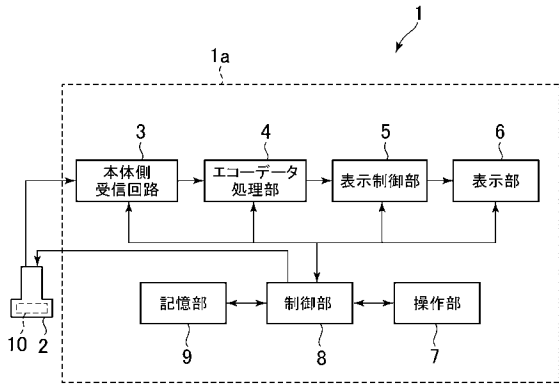 1
1a
3
4
5
6
本体側
受信回路
エコーデータ
処理部
表示制御部
表示部
記憶部
制御部
操作部
10
2
9
8
7